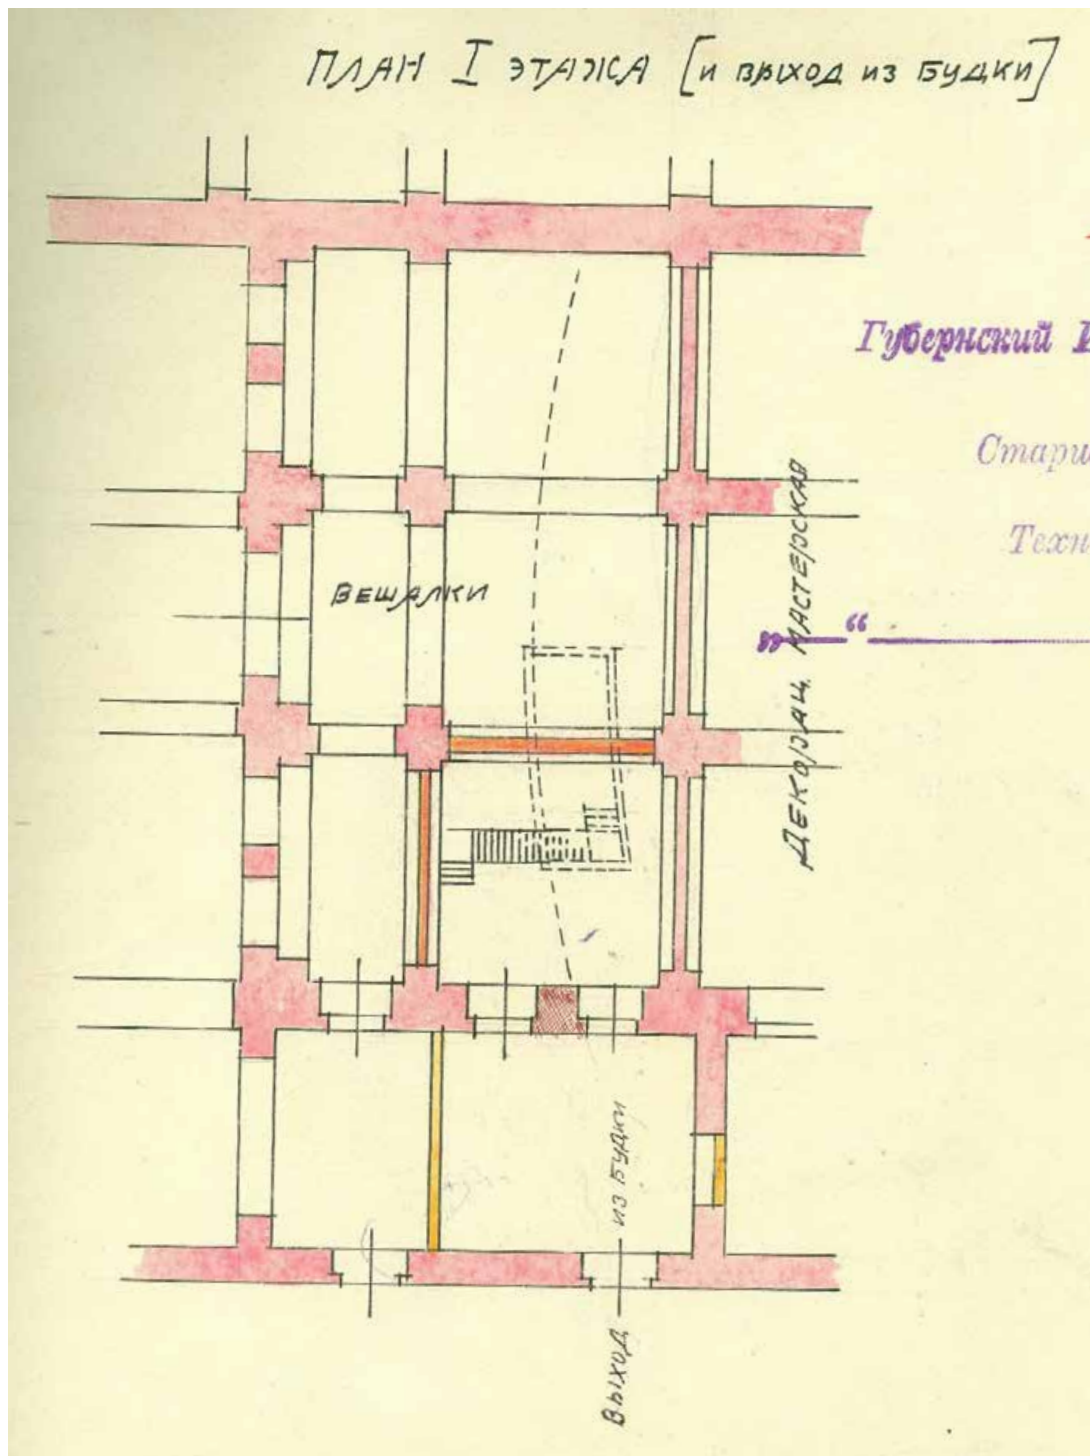 ПЛАН I ЭТАЖА [И ВЫХОД ИЗ БУДКИ]
Губернский
Стари
Техн
„ — “
ВЕШАЛКИ
ДЕКОРАЦ. МАСТЕРСКАЯ
ВЫХОД — ИЗ БУДКИ